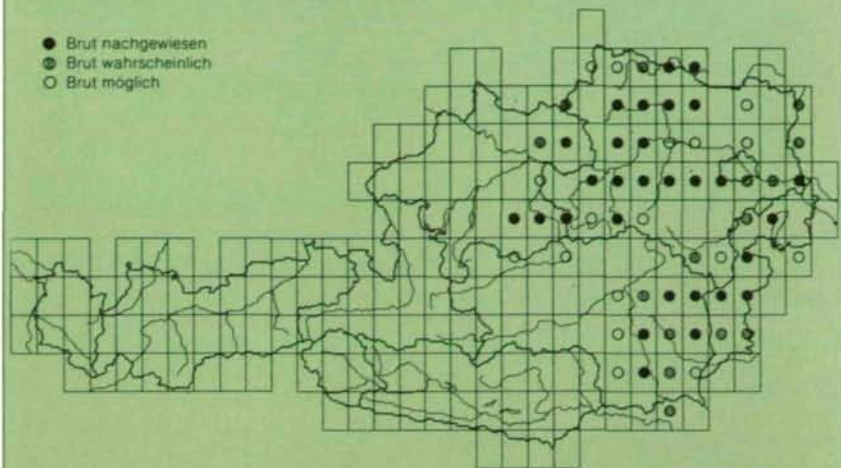 Brut nachgewiesen
Brut wahrscheinlich
Brut möglich